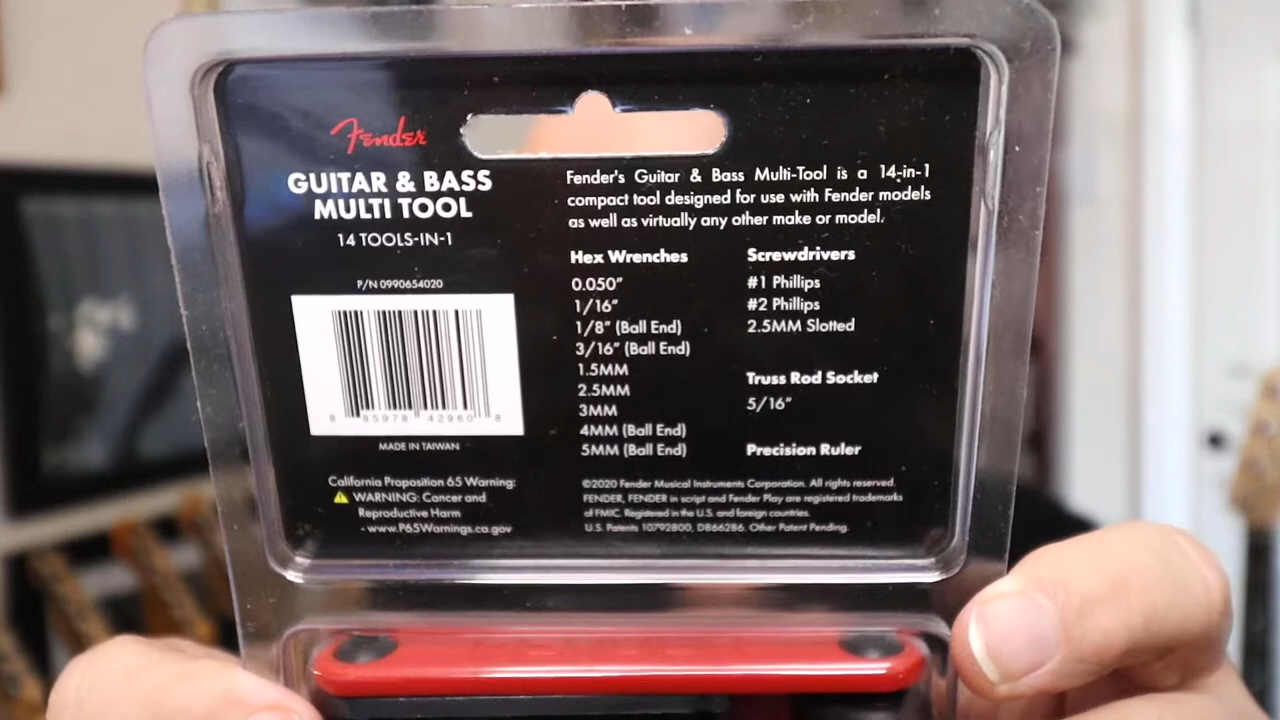 Fender
GUITAR & BASS
MULTI TOOL
14 TOOLS-IN-1
P/N 0990654020
8 85978 42960 8
MADE IN TAIWAN
California Proposition 65 Warning:
WARNING: Cancer and
Reproductive Harm
- www.P65Warnings.ca.gov
Fender's Guitar & Bass Multi-Tool is a 14-in-1
compact tool designed for use with Fender models
as well as virtually any other make or model.
Hex Wrenches
0.050"
1/16"
1/8" (Ball End)
3/16" (Ball End)
1.5MM
2.5MM
3MM
4MM (Ball End)
5MM (Ball End)
Screwdrivers
#1 Phillips
#2 Phillips
2.5MM Slotted
Truss Rod Socket
5/16"
Precision Ruler
©2020 Fender Musical Instruments Corporation. All rights reserved.
FENDER, FENDER in script and Fender Play are registered trademarks
of FMIC. Registered in the U.S. and foreign countries.
U.S. Patents 10792800, D866286. Other Patent Pending.